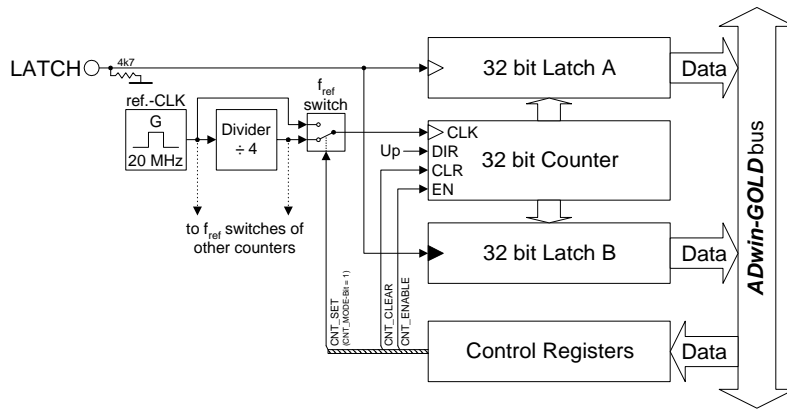 LATCH
4k7
32 bit Latch A
Data
ref.-CLK
G
20 MHz
Divider
÷ 4
fref
switch
CLK
Up
DIR
CLR
EN
32 bit Counter
to fref switches of
other counters
32 bit Latch B
Data
CNT_SET
(CNT_MODE-Bit = 1)
CNT_CLEAR
CNT_ENABLE
Control Registers
Data
ADwin-GOLD bus